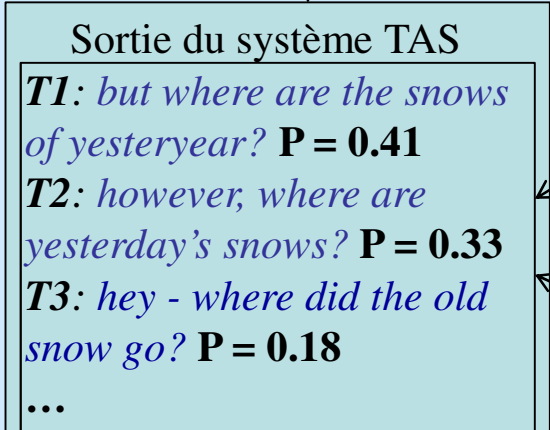 Sortie du système TAS
T1: but where are the snows
of yesteryear? P = 0.41
T2: however, where are
yesterday's snows? P = 0.33
T3: hey - where did the old
snow go? P = 0.18
…